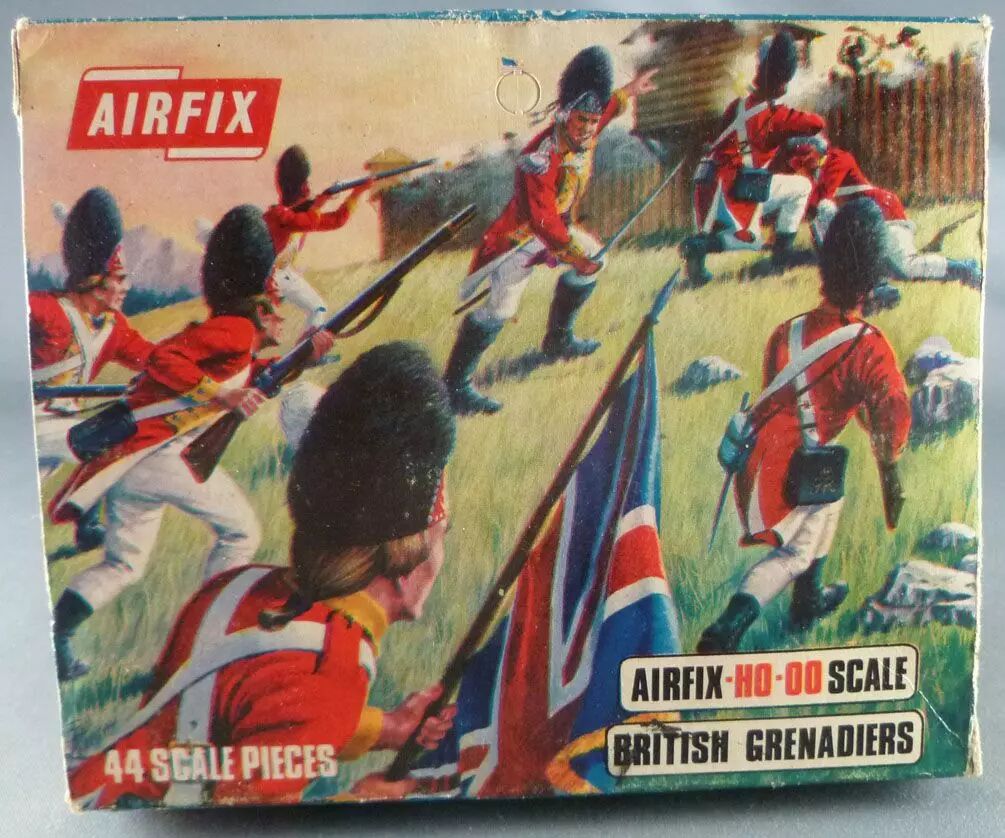 AIRFIX
AIRFIX-HO-OO SCALE
BRITISH GRENADIERS
44 SCALE PIECES